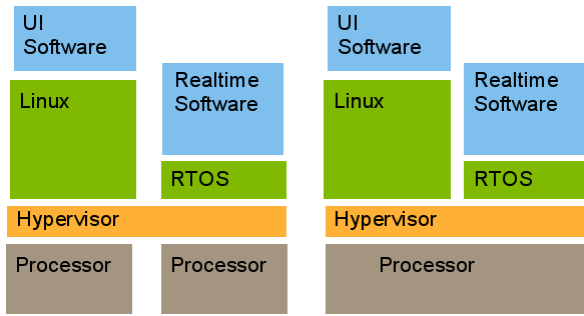 UI
Software
Linux
Realtime
Software
RTOS
Hypervisor
Processor
Processor
UI
Software
Linux
Realtime
Software
RTOS
Hypervisor
Processor